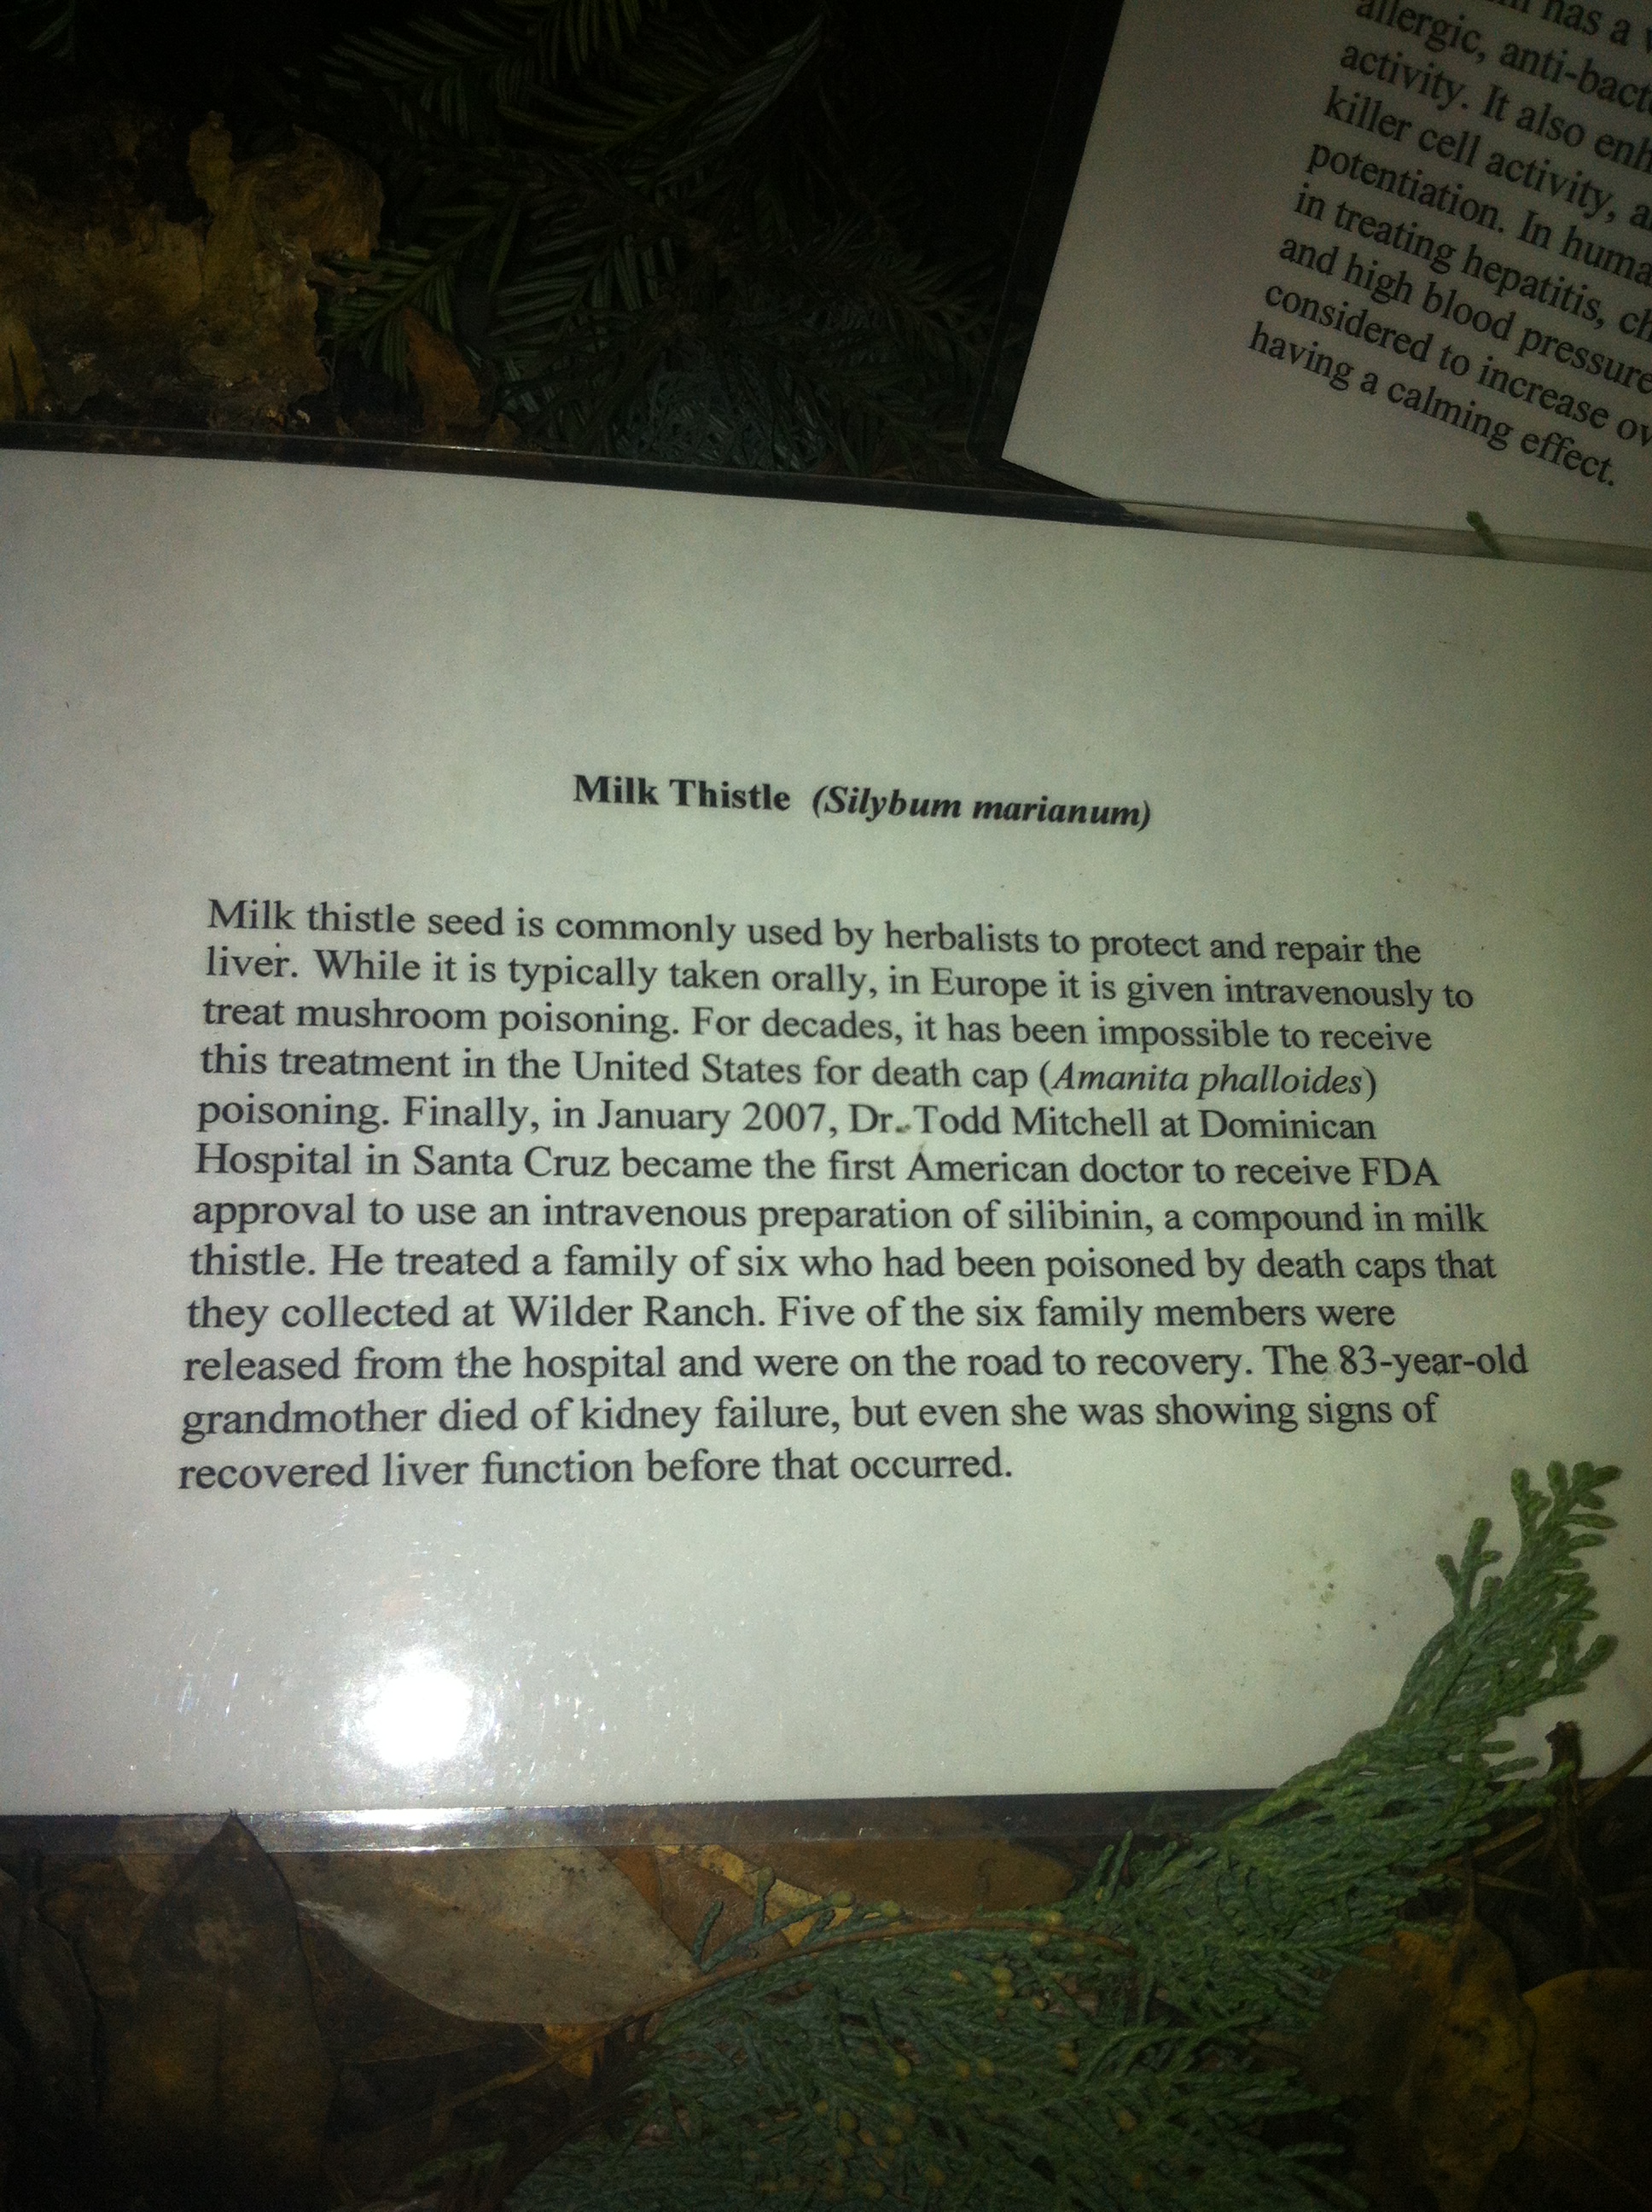 has a
allergic, anti-bact
activity. It also enh
killer cell activity, a
potentiation. In huma
in treating hepatitis, ch
and high blood pressure
considered to increase ov
having a calming effect.
Milk Thistle (Silybum marianum)
Milk thistle seed is commonly used by herbalists to protect and repair the
liver. While it is typically taken orally, in Europe it is given intravenously to
treat mushroom poisoning. For decades, it has been impossible to receive
this treatment in the United States for death cap (Amanita phalloides)
poisoning. Finally, in January 2007, Dr. Todd Mitchell at Dominican
Hospital in Santa Cruz became the first American doctor to receive FDA
approval to use an intravenous preparation of silibinin, a compound in milk
thistle. He treated a family of six who had been poisoned by death caps that
they collected at Wilder Ranch. Five of the six family members were
released from the hospital and were on the road to recovery. The 83-year-old
grandmother died of kidney failure, but even she was showing signs of
recovered liver function before that occurred.